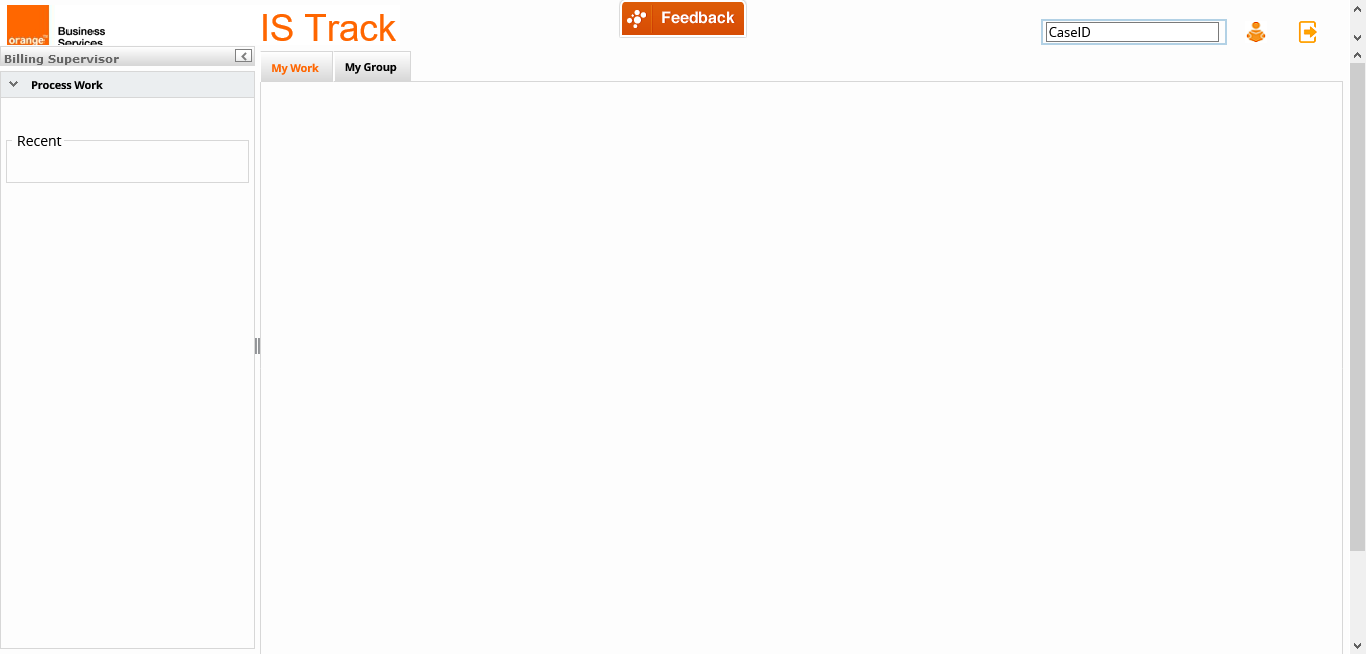 orange™
Business
Services
IS Track
Feedback
CaseID
Billing Supervisor
My Work
My Group
Process Work
Recent